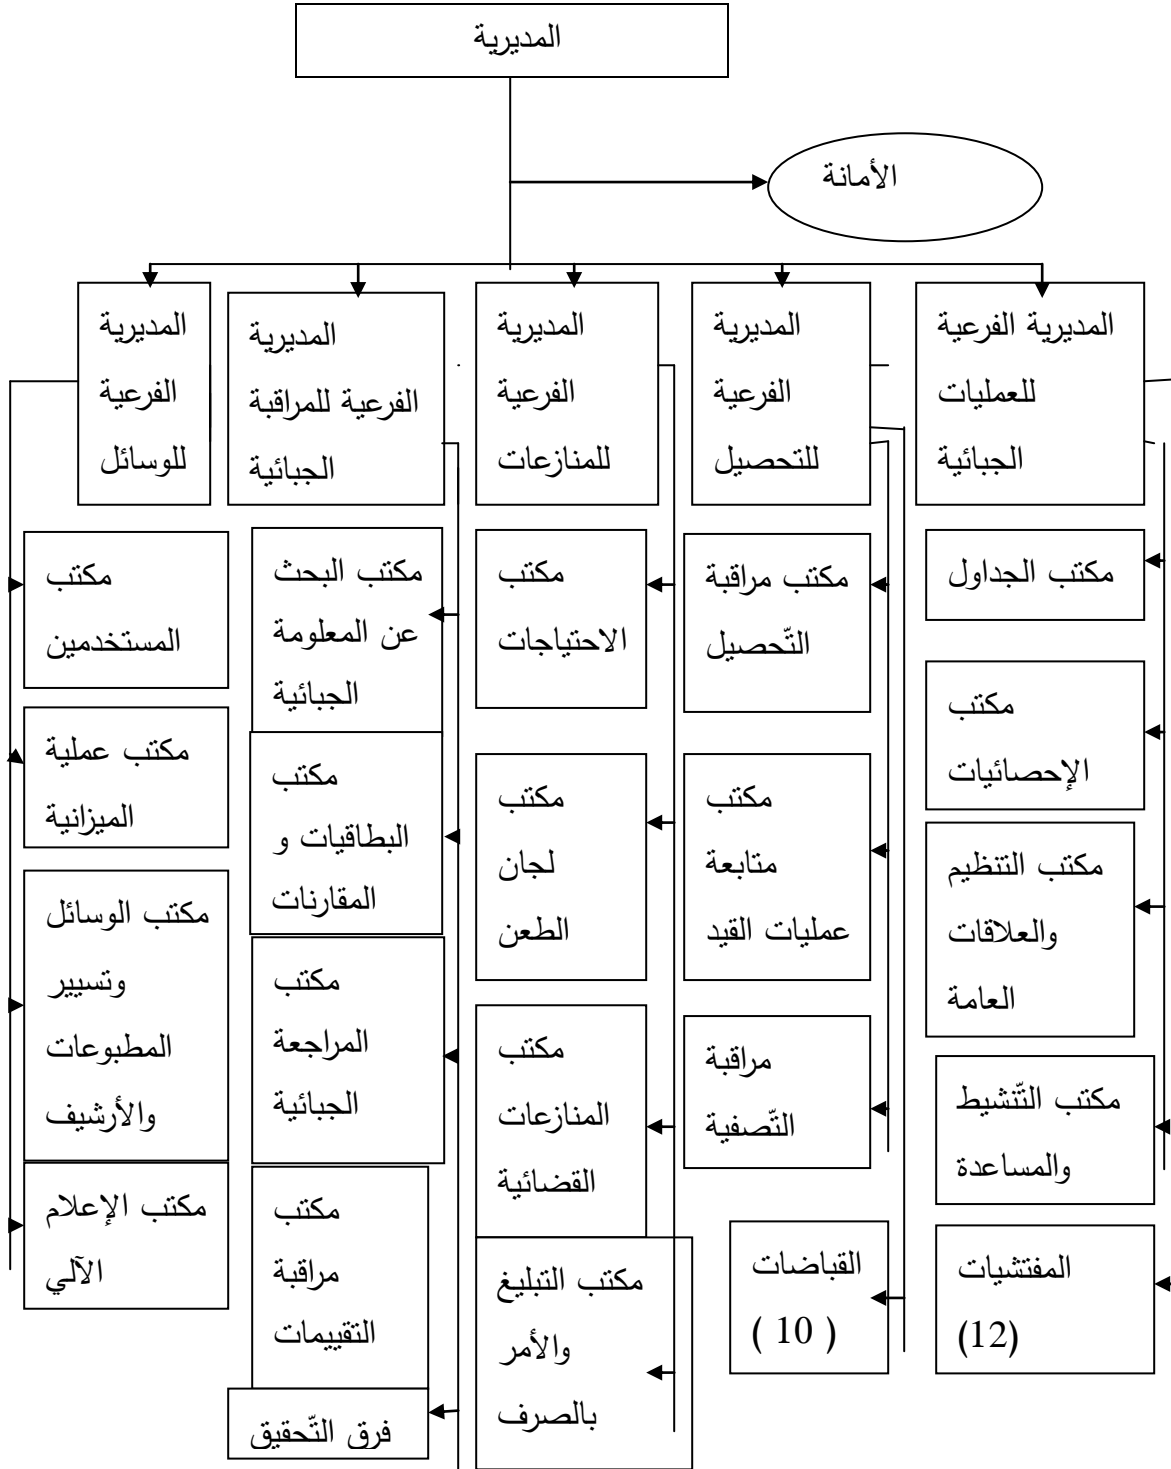 المديرية
الأمانة
المديرية الفرعية
للعمليات
الجبائية
المديرية
الفرعية
للتحصيل
المديرية
الفرعية
للمنازعات
المديرية
الفرعية للمراقبة
الجبائية
المديرية
الفرعية
للوسائل
مكتب الجداول
مكتب
الإحصائيات
مكتب التنظيم
والعلاقات
العامة
مكتب التّنشيط
والمساعدة
المفتشيات
(12)
مكتب مراقبة
التّحصيل
مكتب
متابعة
عمليات القيد
مراقبة
التّصفية
القباضات
( 10 )
مكتب
الاحتياجات
مكتب
لجان
الطعن
مكتب
المنازعات
القضائية
مكتب التبليغ
والأمر
بالصرف
مكتب البحث
عن المعلومة
الجبائية
مكتب
البطاقيات و
المقارنات
مكتب
المراجعة
الجبائية
مكتب
مراقبة
التقييمات
فرق التّحقيق
مكتب
المستخدمين
مكتب عملية
الميزانية
مكتب الوسائل
وتسيير
المطبوعات
والأرشيف
مكتب الإعلام
الآلي